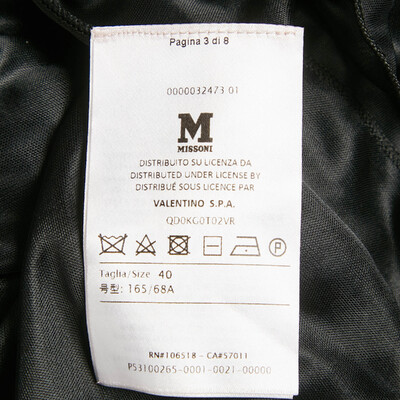 Pagina 3 di 8
0000032473 01
M
MISSONI
DISTRIBUITO SU LICENZA DA
DISTRIBUTED UNDER LICENSE BY
DISTRIBUÉ SOUS LICENCE PAR
VALENTINO S.P.A.
QD0KG0T02VR
P
Taglia/Size 40
号型: 165/68A
RN#106518 - CA#57011
P53100265-0001-0021-00000